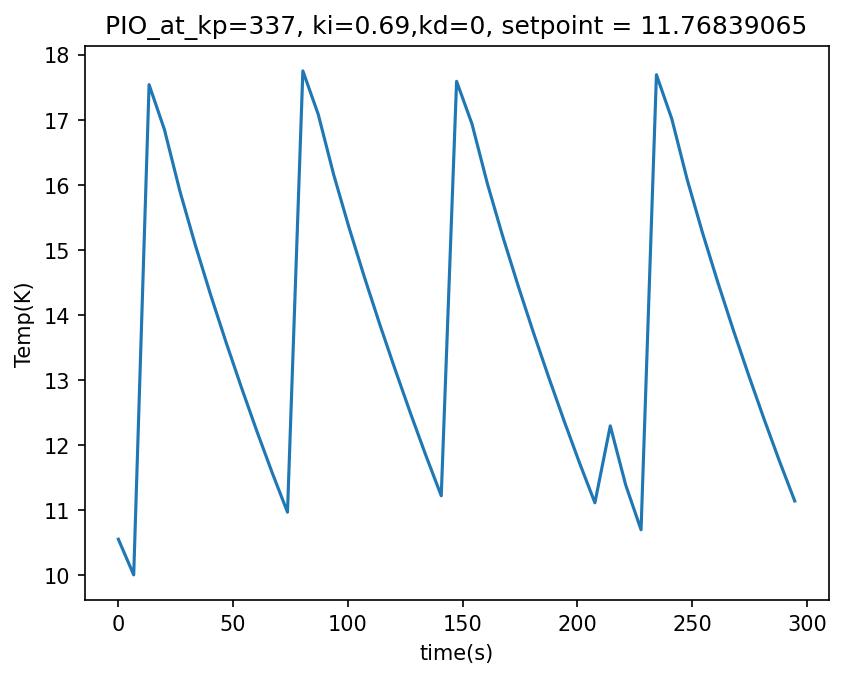 PIO_at_kp=337, ki=0.69,kd=0, setpoint = 11.76839065
18
17
16
15
14
13
12
11
10
Temp(K)
0 50 100 150 200 250 300
time(s)